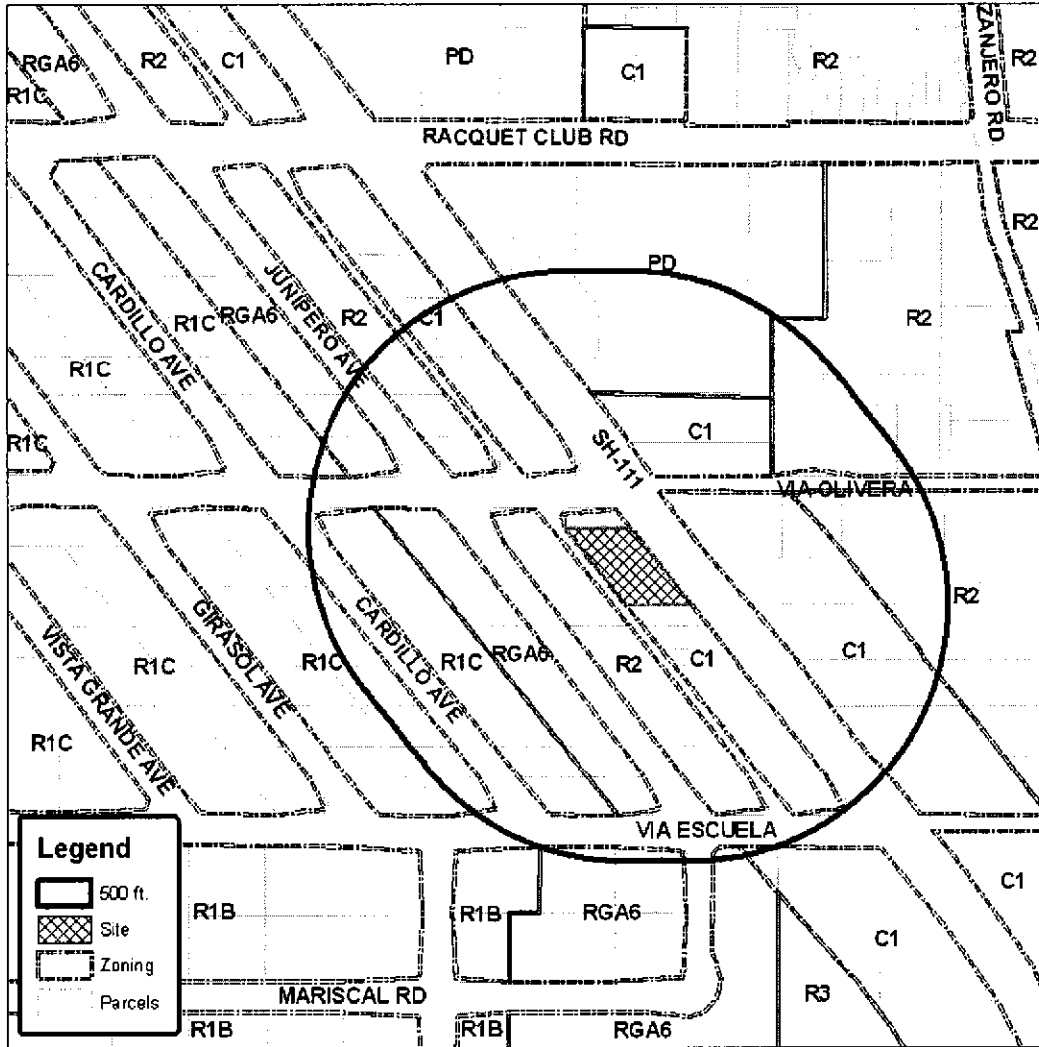 RGA6
R2
C1
PD
C1
R2
ZANJERO RD
R2
R1C
RACQUET CLUB RD
R2
PD
CARDILLO AVE
JUNIPERO AVE
R1C
RGA6
R2
C1
R2
R1C
R1C
SH-111
C1
VIA OLIVERA
R2
VISTA GRANDE AVE
R1C
GIRASOL AVE
R1C
CARDILLO AVE
R1C
RGA6
R2
C1
C1
R1C
VIA ESCUELA
Legend
500 ft.
Site
Zoning
Parcels
R1B
R1B
RGA6
C1
C1
MARISCAL RD
R3
R1B
R1B
RGA6